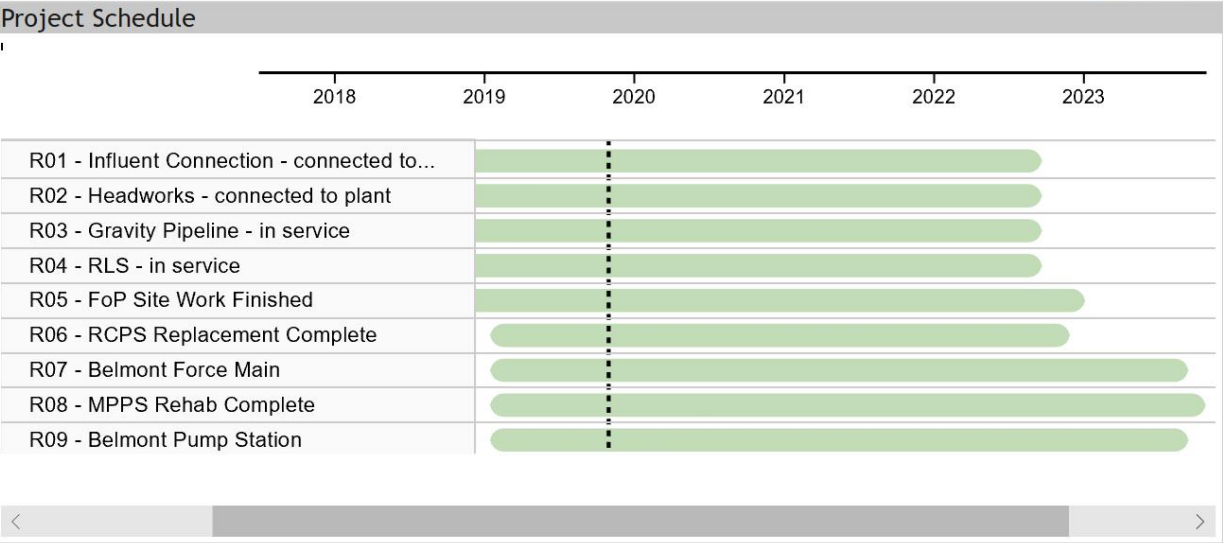 Project Schedule
2018 2019 2020 2021 2022 2023
R01 - Influent Connection - connected to...
R02 - Headworks - connected to plant
R03 - Gravity Pipeline - in service
R04 - RLS - in service
R05 - FoP Site Work Finished
R06 - RCPS Replacement Complete
R07 - Belmont Force Main
R08 - MPPS Rehab Complete
R09 - Belmont Pump Station